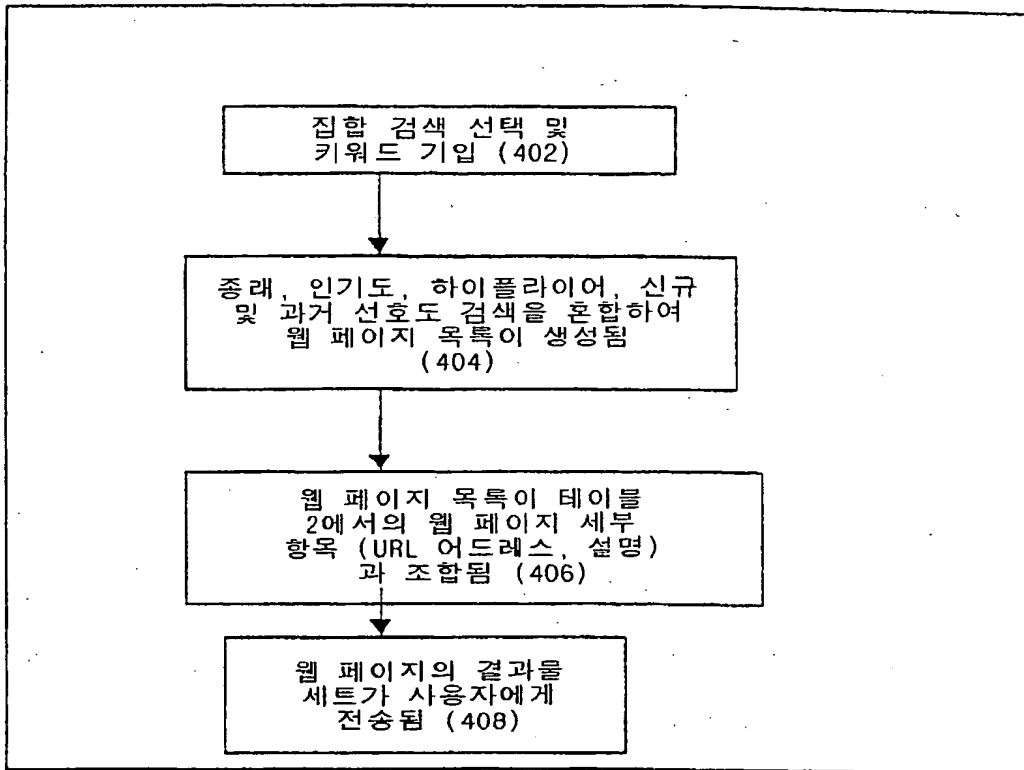 집합 검색 선택 및
키워드 기입 (402)
종래, 인기도, 하이플라이어, 신규
및 과거 선호도 검색을 혼합하여
웹 페이지 목록이 생성됨
(404)
웹 페이지 목록이 테이블
2에서의 웹 페이지 세부
항목 (URL 어드레스, 설명)
과 조합됨 (406)
웹 페이지의 결과물
세트가 사용자에게
전송됨 (408)